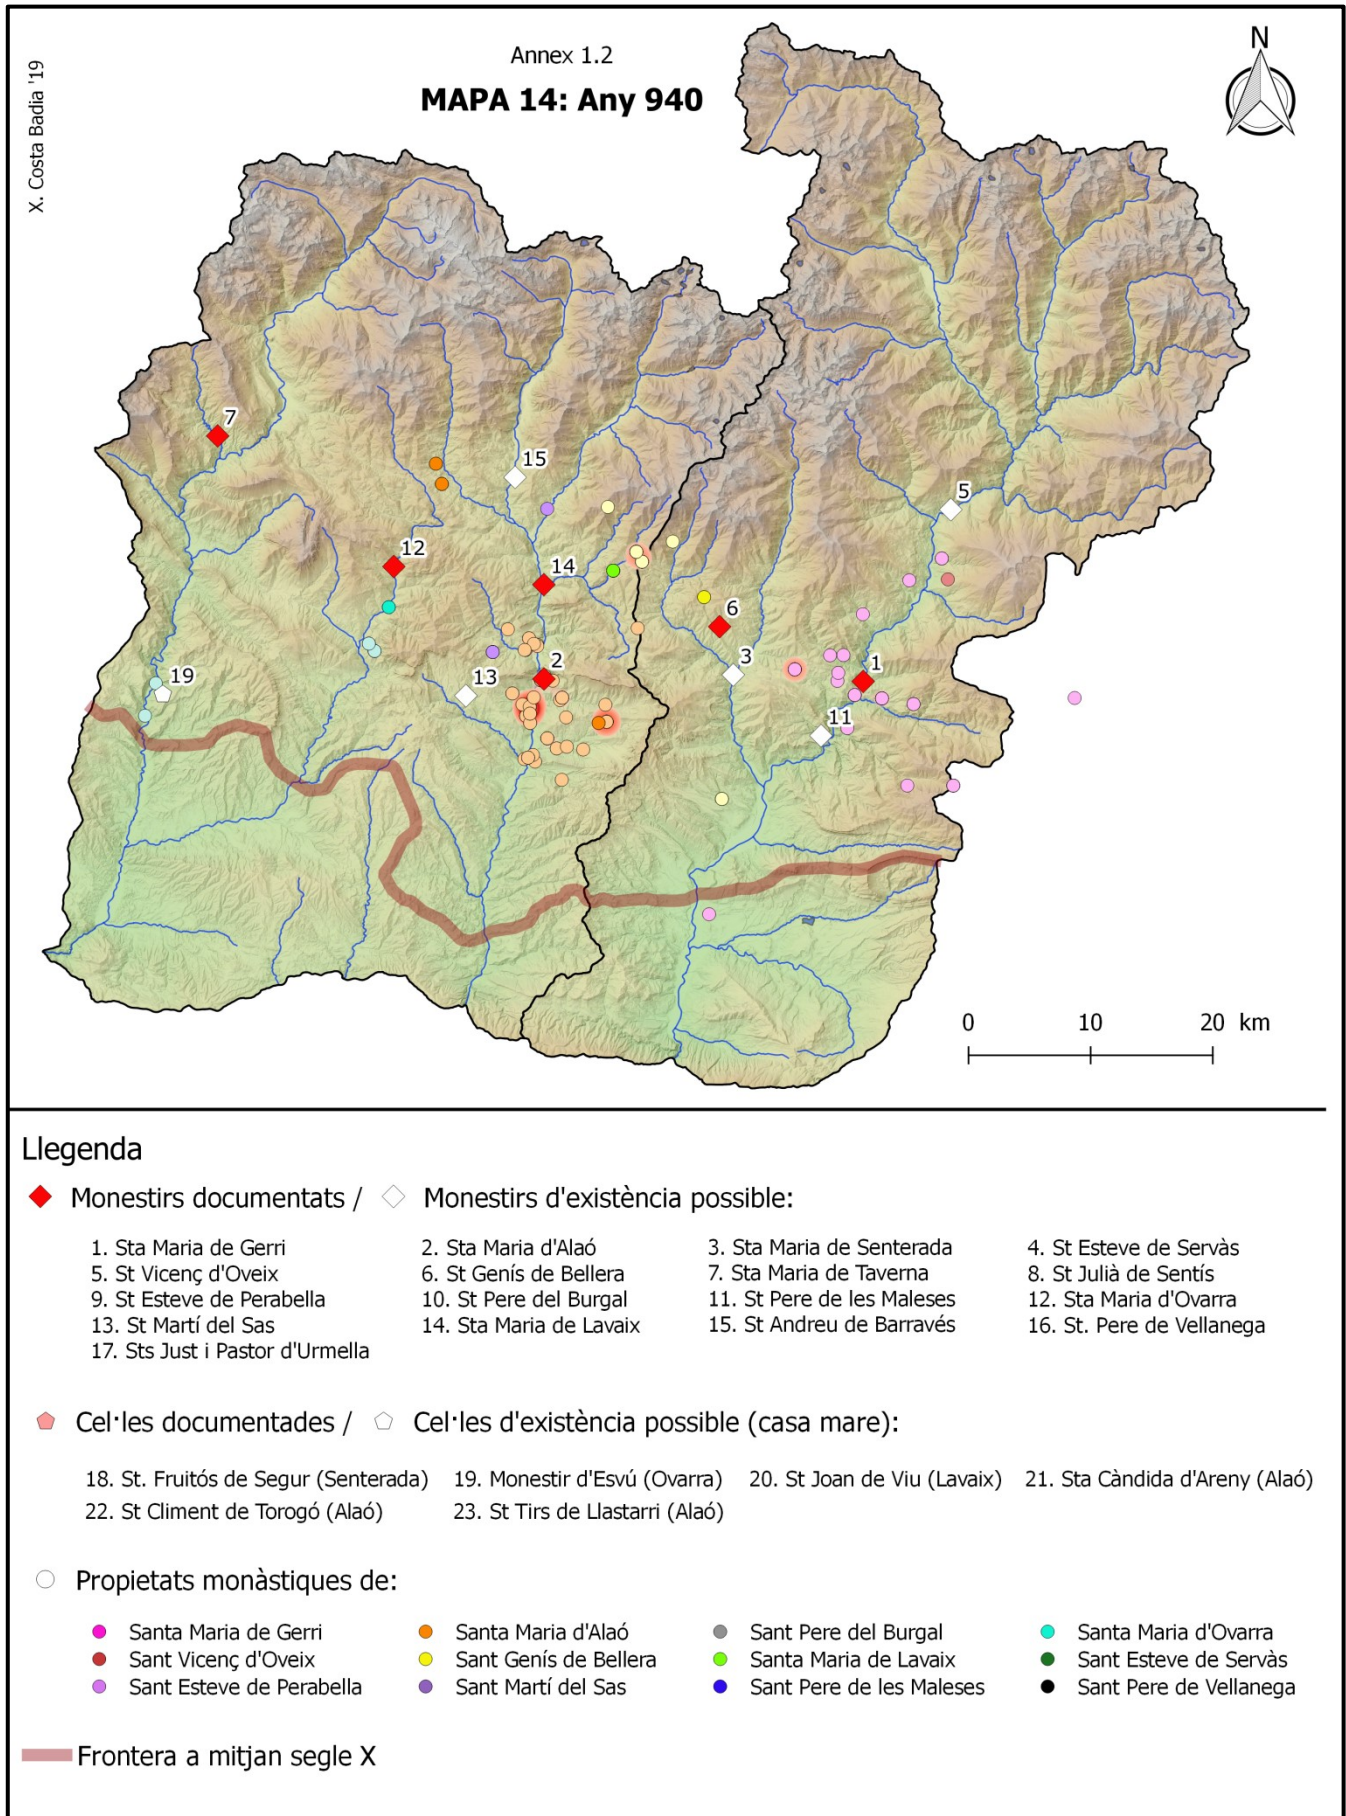 X. Costa Badia '19
Annex 1.2
MAPA 14: Any 940
N
7
15
5
12
14
6
3
2
1
19
13
11
0 10 20 km
Llegenda
Monestirs documentats / Monestirs d'existència possible:
1. Sta Maria de Gerri 2. Sta Maria d'Alaó 3. Sta Maria de Senterada 4. St Esteve de Servàs
5. St Vicenç d'Oveix 6. St Genís de Bellera 7. Sta Maria de Taverna 8. St Julià de Sentís
9. St Esteve de Perabella 10. St Pere del Burgal 11. St Pere de les Maleses 12. Sta Maria d'Ovarra
13. St Martí del Sas 14. Sta Maria de Lavaix 15. St Andreu de Barravés 16. St. Pere de Vellanega
17. Sts Just i Pastor d'Urmella
Cel·les documentades / Cel·les d'existència possible (casa mare):
18. St. Fruitós de Segur (Senterada) 19. Monestir d'Esvú (Ovarra) 20. St Joan de Viu (Lavaix) 21. Sta Càndida d'Areny (Alaó)
22. St Climent de Torogó (Alaó) 23. St Tirs de Llastarri (Alaó)
Propietats monàstiques de:
Santa Maria de Gerri Santa Maria d'Alaó Sant Pere del Burgal Santa Maria d'Ovarra
Sant Vicenç d'Oveix Sant Genís de Bellera Santa Maria de Lavaix Sant Esteve de Servàs
Sant Esteve de Perabella Sant Martí del Sas Sant Pere de les Maleses Sant Pere de Vellanega
Frontera a mitjan segle X